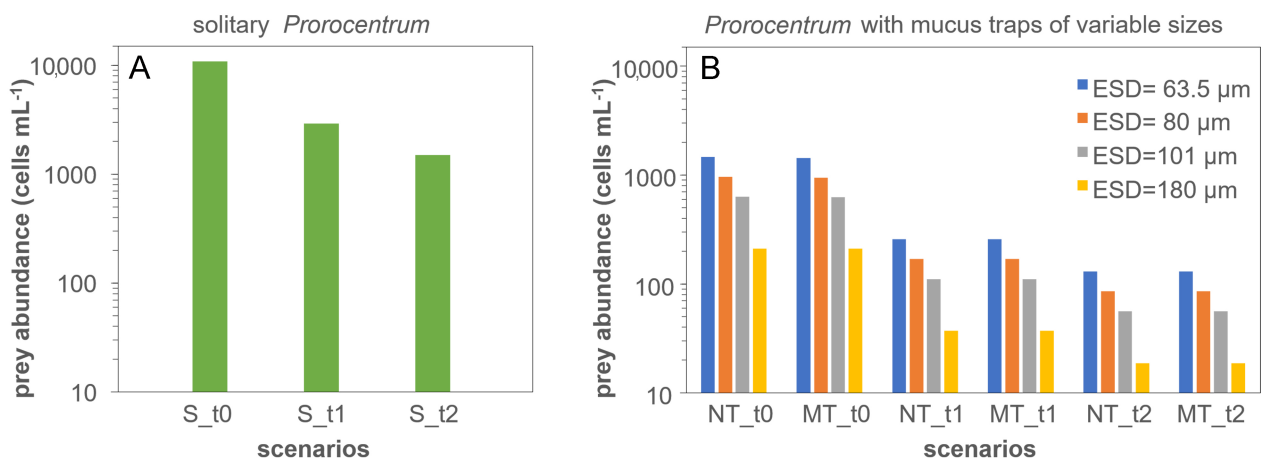 solitary Prorocentrum
A
prey abundance (cells mL-1)
10,000
1000
100
10
S_t0 S_t1 S_t2
scenarios
Prorocentrum with mucus traps of variable sizes
B
prey abundance (cells mL-1)
10,000
1000
100
10
ESD= 63.5 µm
ESD= 80 µm
ESD=101 µm
ESD=180 µm
NT_t0 MT_t0 NT_t1 MT_t1 NT_t2 MT_t2
scenarios